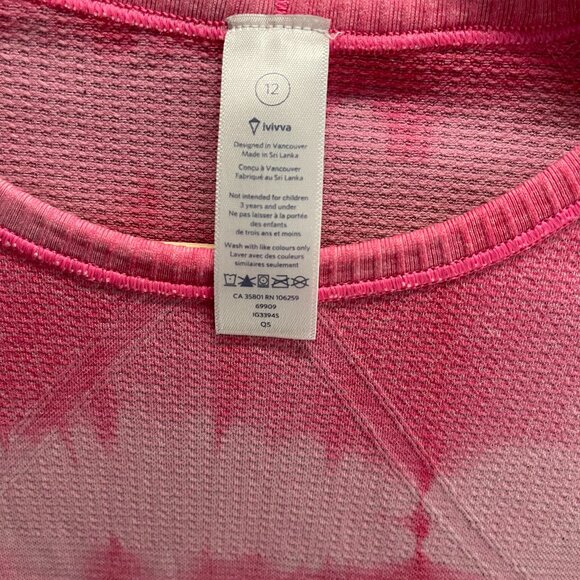 12
ivivva
Designed in Vancouver
Made in Sri Lanka
Conçu à Vancouver
Fabriqué au Sri Lanka
Not intended for children
3 years and under
Ne pas laisser à la portée
des enfants
de trois ans et moins
Wash with like colours only
Laver avec des couleurs
similaires seulement
CA 35801 RN 106259
69909
IG3394S
QS